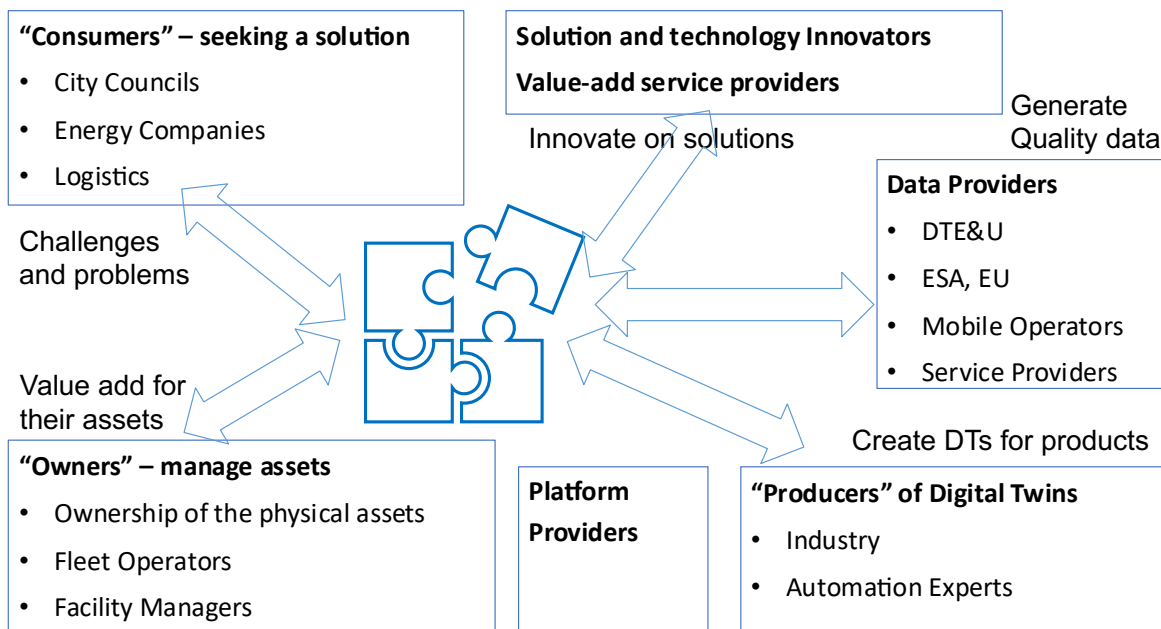 “Consumers” – seeking a solution
• City Councils
• Energy Companies
• Logistics
Solution and technology Innovators
Value-add service providers
Innovate on solutions
Generate
Quality data
Data Providers
• DTE&U
• ESA, EU
• Mobile Operators
• Service Providers
Challenges
and problems
Value add for
their assets
“Owners” – manage assets
• Ownership of the physical assets
• Fleet Operators
• Facility Managers
Platform
Providers
Create DTs for products
“Producers” of Digital Twins
• Industry
• Automation Experts